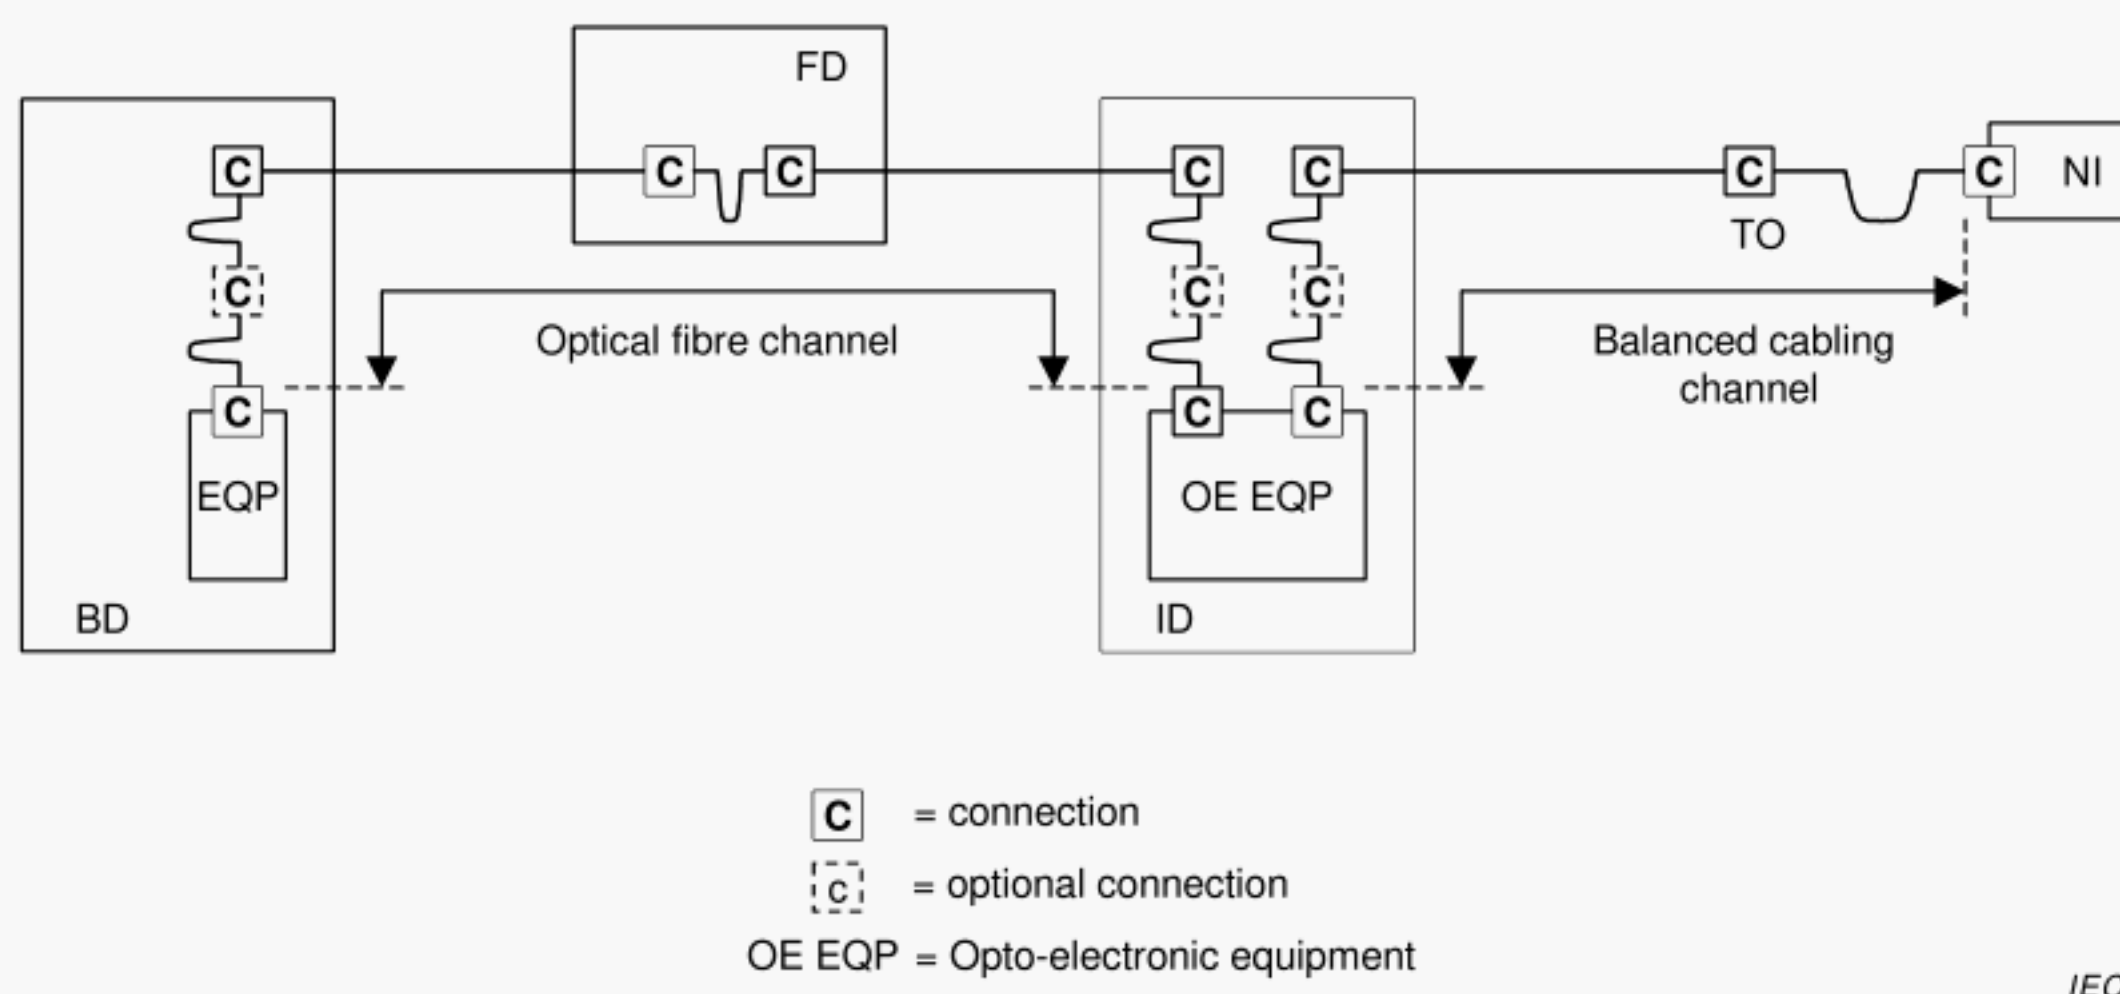 FD
C
C
C
C
C
C
C
NI
TO
C
C
C
Optical fibre channel
Balanced cabling
channel
C
C
C
EQP
OE EQP
BD
ID
C = connection
c = optional connection
OE EQP = Opto-electronic equipment